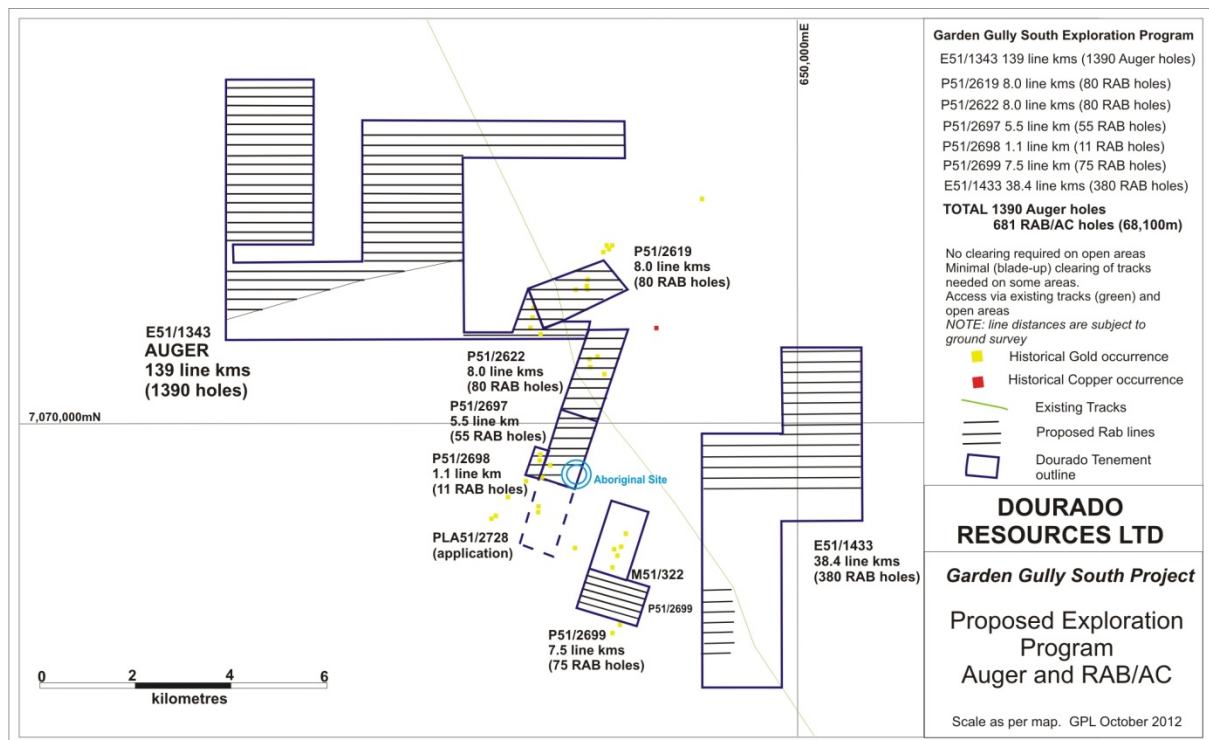 650,000mE
7,070,000mN
E51/1343
AUGER
139 line kms
(1390 holes)
P51/2619
8.0 line kms
(80 RAB holes)
P51/2622
8.0 line kms
(80 RAB holes)
P51/2697
5.5 line km
(55 RAB holes)
P51/2698
1.1 line km
(11 RAB holes)
Aboriginal Site
PLA51/2728
(application)
M51/322
P51/2699
P51/2699
7.5 line kms
(75 RAB holes)
E51/1433
38.4 line kms
(380 RAB holes)
0 2 4 6
kilometres
Garden Gully South Exploration Program
E51/1343 139 line kms (1390 Auger holes)
P51/2619 8.0 line kms (80 RAB holes)
P51/2622 8.0 line kms (80 RAB holes)
P51/2697 5.5 line km (55 RAB holes)
P51/2698 1.1 line km (11 RAB holes)
P51/2699 7.5 line km (75 RAB holes)
E51/1433 38.4 line kms (380 RAB holes)
TOTAL 1390 Auger holes
681 RAB/AC holes (68,100m)
No clearing required on open areas
Minimal (blade-up) clearing of tracks
needed on some areas.
Access via existing tracks (green) and
open areas
NOTE: line distances are subject to
ground survey
Historical Gold occurrence
Historical Copper occurrence
Existing Tracks
Proposed Rab lines
Dourado Tenement
outline
DOURADO
RESOURCES LTD
Garden Gully South Project
Proposed Exploration
Program
Auger and RAB/AC
Scale as per map. GPL October 2012